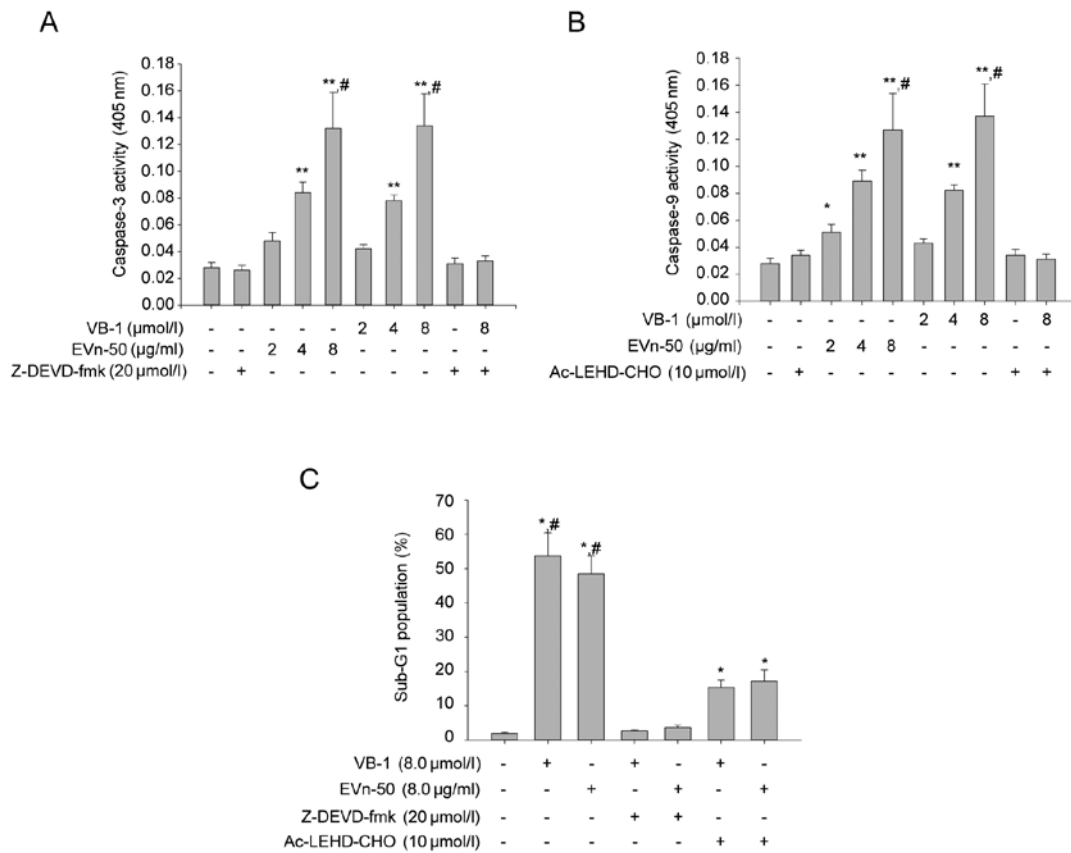 A
Caspase-3 activity (405 nm)
0.18
0.16
0.14
0.12
0.10
0.08
0.06
0.04
0.02
0.00
** **,# ** **,#
VB-1 (μmol/l) - - - - - 2 4 8 - 8
EVn-50 (μg/ml) - - 2 4 8 - - - - -
Z-DEVD-fmk (20 μmol/l) - + - - - - - - + +
B
Caspase-9 activity (405 nm)
0.18
0.16
0.14
0.12
0.10
0.08
0.06
0.04
0.02
0.00
* ** **,# ** **,#
VB-1 (μmol/l) - - - - - 2 4 8 - 8
EVn-50 (μg/ml) - - 2 4 8 - - - - -
Ac-LEHD-CHO (10 μmol/l) - + - - - - - - + +
C
Sub-G1 population (%)
70
60
50
40
30
20
10
0
*,# *,# * *
VB-1 (8.0 μmol/l) - + - + - + -
EVn-50 (8.0 μg/ml) - - + - + - +
Z-DEVD-fmk (20 μmol/l) - - - + + - -
Ac-LEHD-CHO (10 μmol/l) - - - - - + +